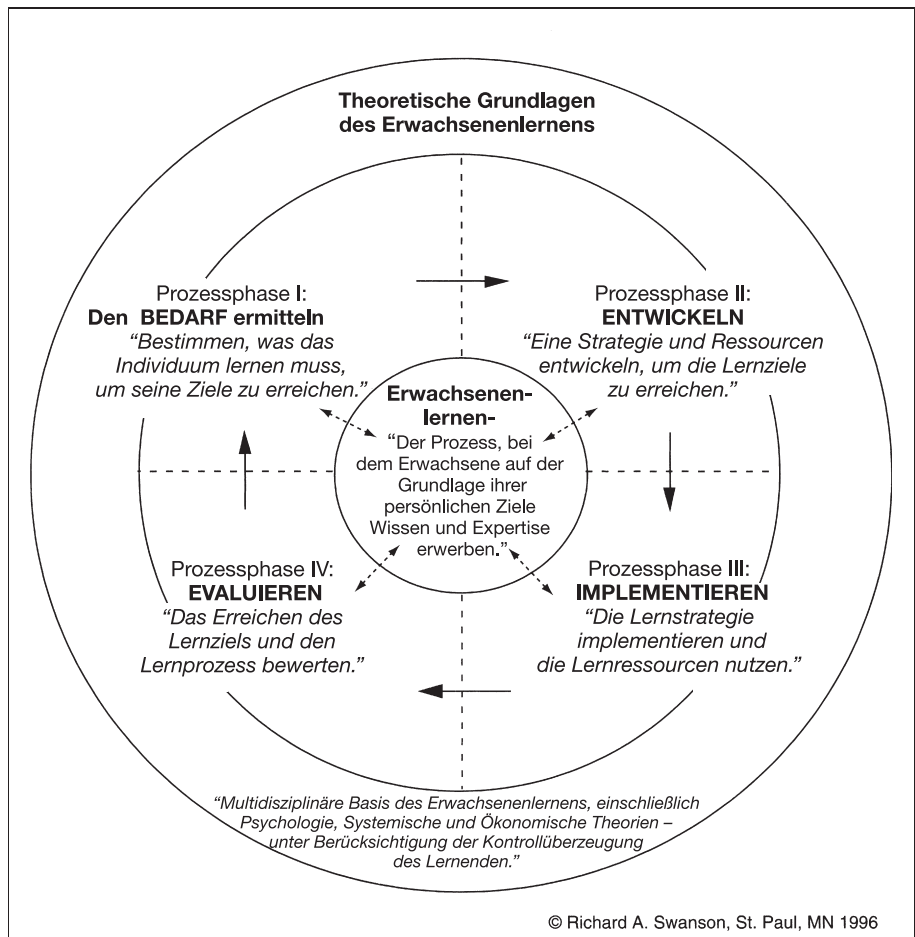 Theoretische Grundlagen
des Erwachsenenlernens
Prozessphase I:
Den BEDARF ermitteln
“Bestimmen, was das
Individuum lernen muss,
um seine Ziele zu erreichen.”
Prozessphase II:
ENTWICKELN
“Eine Strategie und Ressourcen
entwickeln, um die Lernziele
zu erreichen.”
Erwachsenen-
lernen-
“Der Prozess, bei
dem Erwachsene auf der
Grundlage ihrer
persönlichen Ziele
Wissen und Expertise
erwerben.”
Prozessphase IV:
EVALUIEREN
“Das Erreichen des
Lernziels und den
Lernprozess bewerten.”
Prozessphase III:
IMPLEMENTIEREN
“Die Lernstrategie
implementieren und
die Lernressourcen nutzen.”
“Multidisziplinäre Basis des Erwachsenenlernens, einschließlich
Psychologie, Systemische und Ökonomische Theorien –
unter Berücksichtigung der Kontrollüberzeugung
des Lernenden.”
© Richard A. Swanson, St. Paul, MN 1996